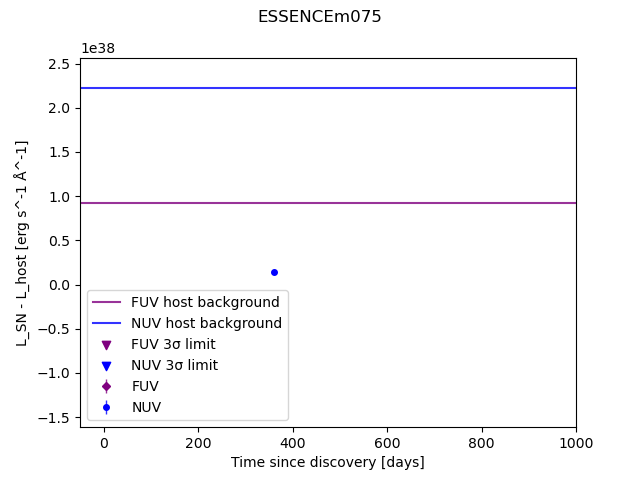 ESSENCEm075
1e38
2.5
2.0
1.5
1.0
0.5
0.0
−0.5
−1.0
−1.5
L_SN - L_host [erg s^-1 Å^-1]
FUV host background
NUV host background
FUV 3σ limit
NUV 3σ limit
FUV
NUV
0 200 400 600 800 1000
Time since discovery [days]